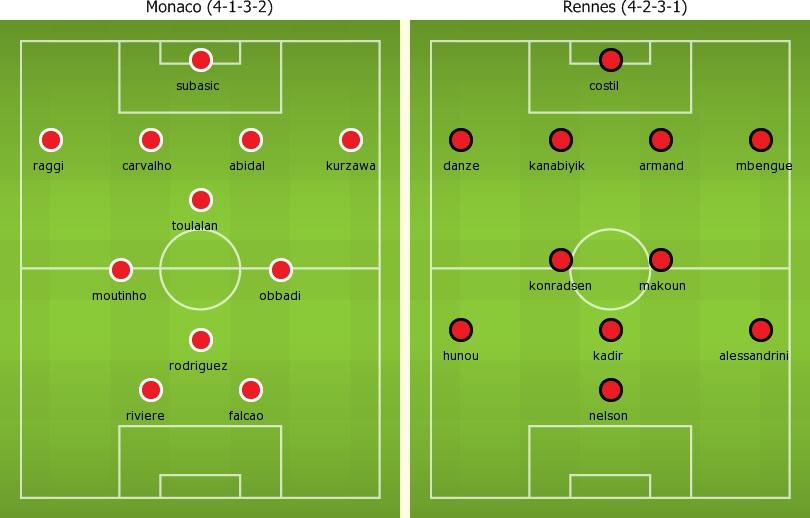 Monaco (4-1-3-2)
subasic
raggi carvalho abidal kurzawa
toulalan
moutinho obbadi
rodriguez
riviere falcao
Rennes (4-2-3-1)
costil
danze kanabiyik armand mbengue
konradsen makoun
hunou kadir alessandrini
nelson